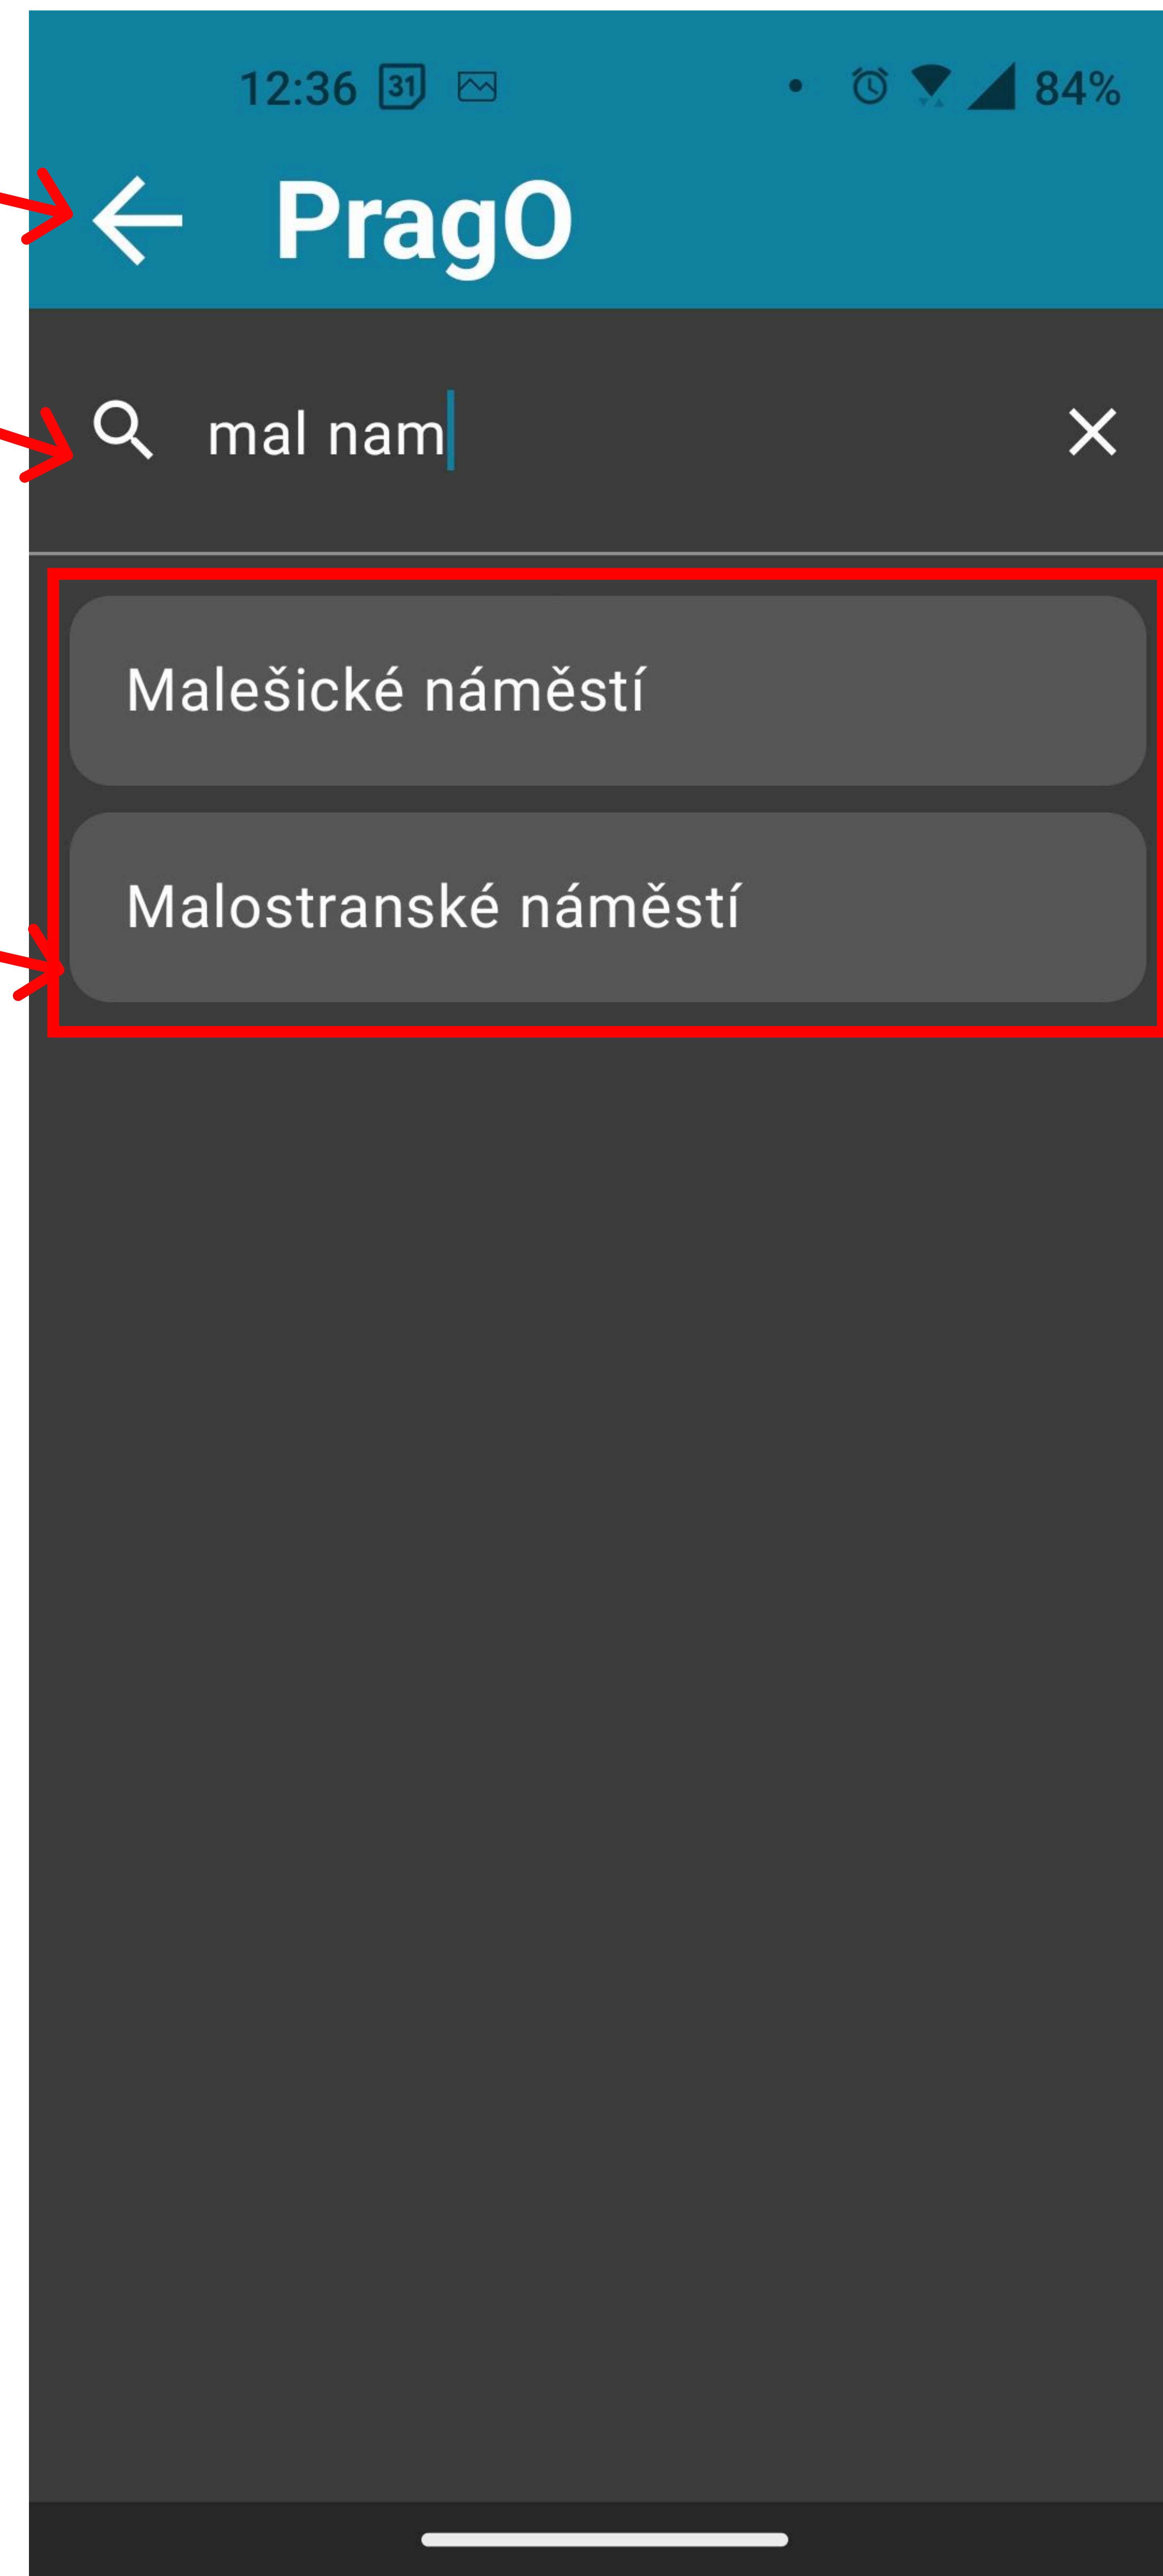 12:36 31 84%
PragO
mal nam
Malešické náměstí
Malostranské náměstí